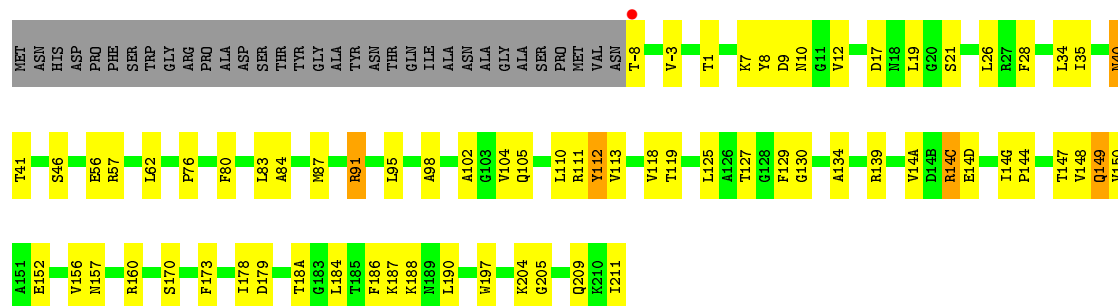 MET ASN HIS ASP PRO PHE SER TRP GLY ARG PRO ALA ASP SER THR TYR GLY ALA TYR ASN THR GLN ILE ALA ASN ALA GLY ALA SER PRO MET VAL ASN T-8 V-3 T1 K7 Y8 D9 N10 G11 V12 D17 N18 L19 G20 S21 L26 R27 F28 L34 I35 N40
T41 S46 E56 R57 L62 P76 F80 L83 A84 M87 R91 L95 A98 A102 G103 V104 Q105 L110 R111 Y112 V113 V118 T119 L125 A126 T127 G128 F129 G130 A134 R139 V14A D14B R14C E14D I14G P144 T147 V148 Q149 V150
A151 E152 V156 N157 R160 S170 F173 I178 D179 T18A G183 L184 T185 F186 K187 K188 N189 L190 W197 K204 G205 Q209 K210 I211